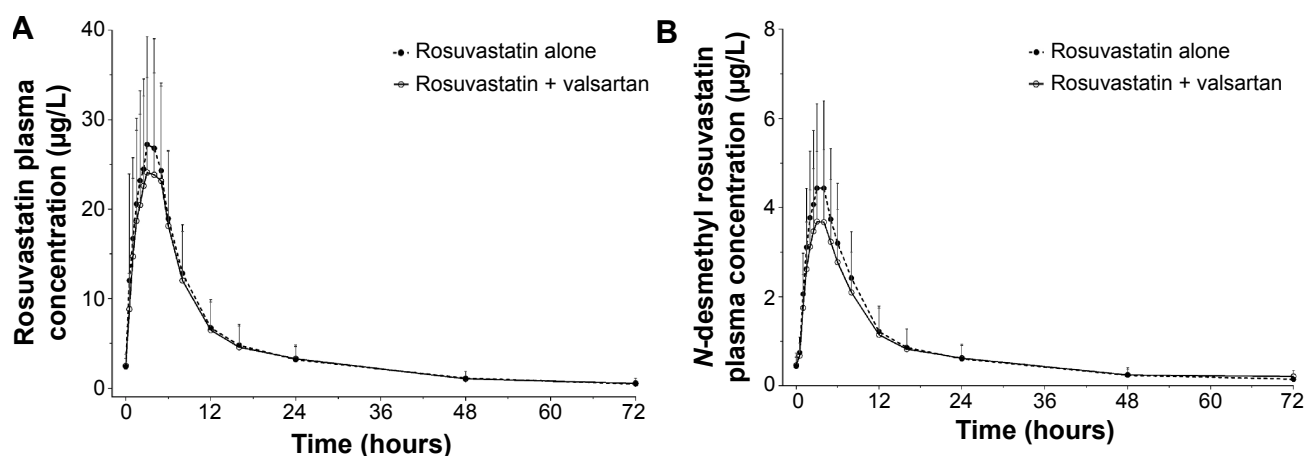 A
Rosuvastatin plasma
concentration (µg/L)
40
30
20
10
0
Rosuvastatin alone
Rosuvastatin + valsartan
0 12 24 36 48 60 72
Time (hours)
B
N-desmethyl rosuvastatin
plasma concentration (µg/L)
8
6
4
2
0
Rosuvastatin alone
Rosuvastatin + valsartan
0 12 24 36 48 60 72
Time (hours)